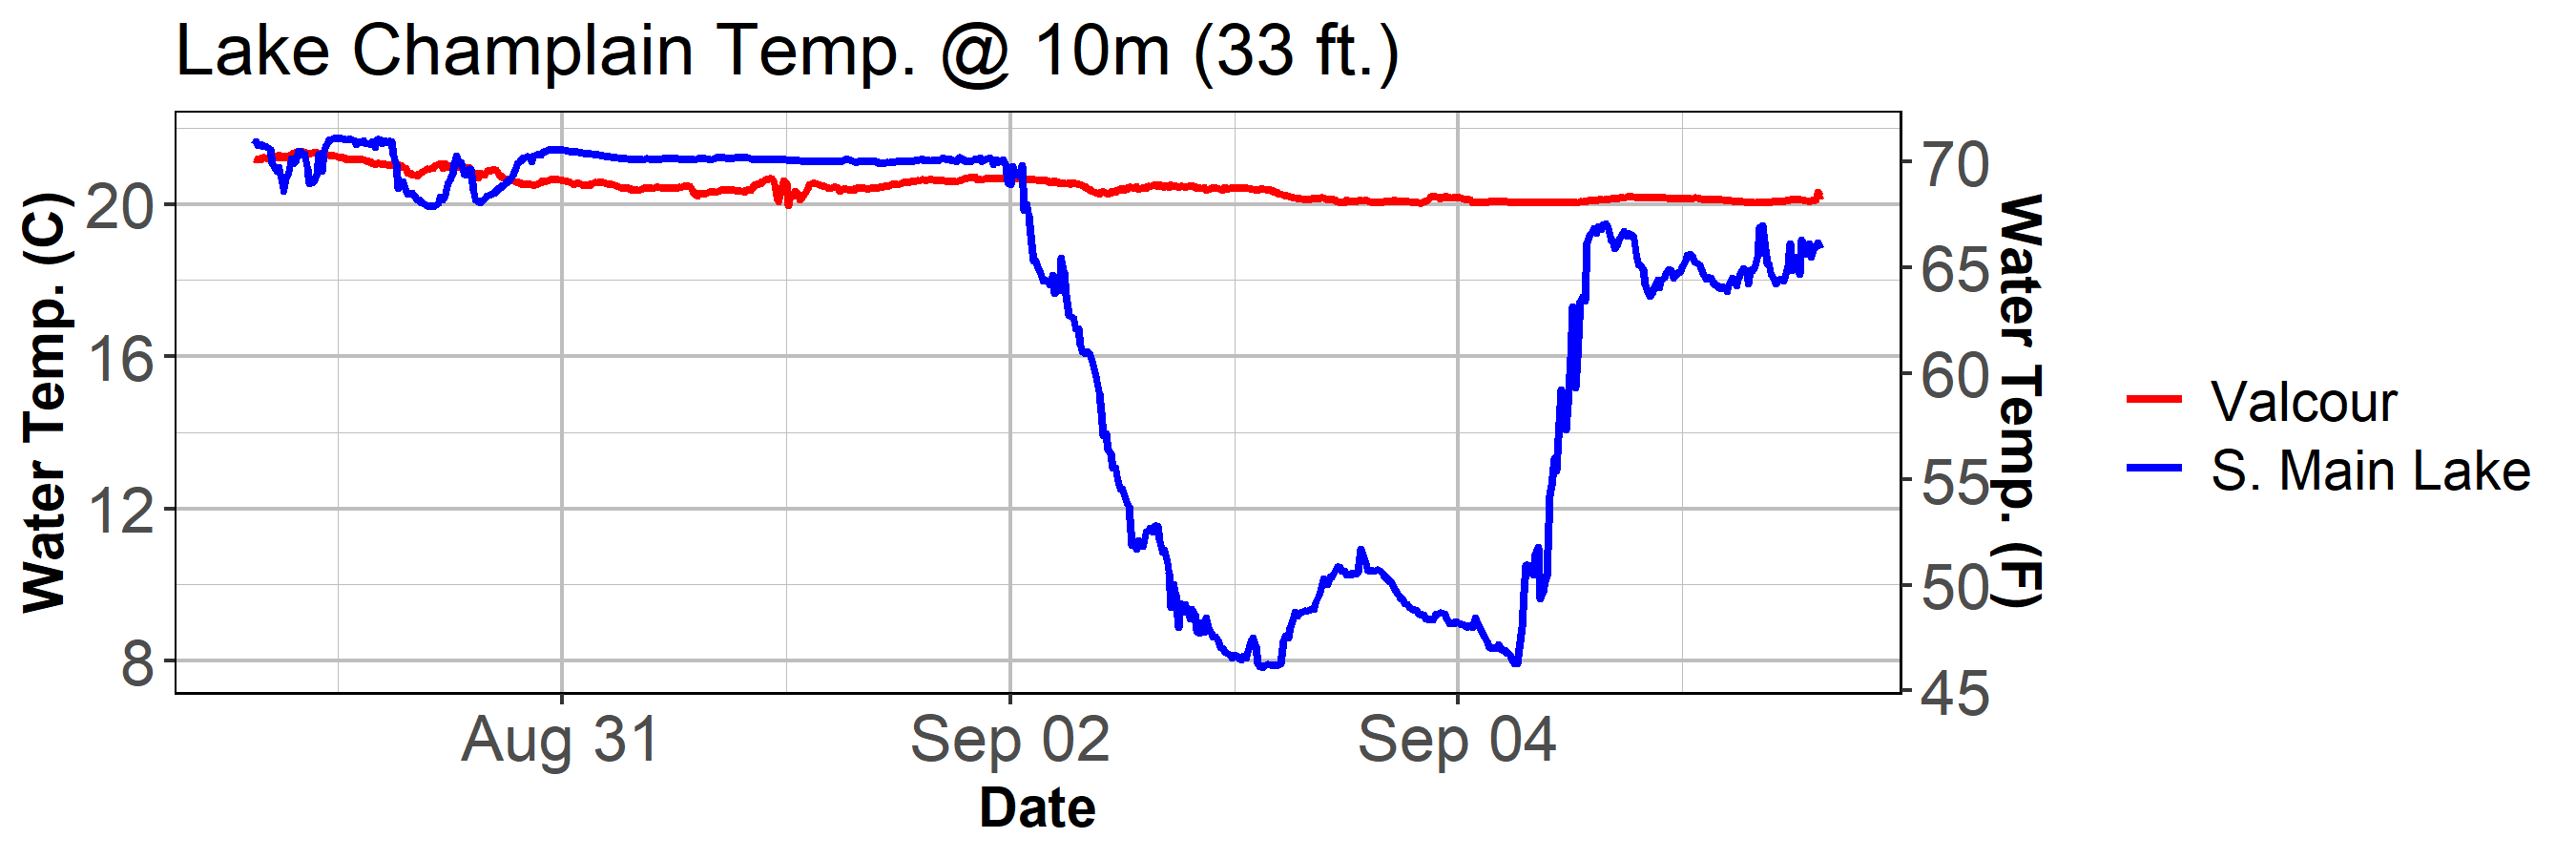 Lake Champlain Temp. @ 10m (33 ft.)
Water Temp. (C)
20
16
12
8
70
65
60
55
50
45
Water Temp. (F)
Aug 31
Sep 02
Sep 04
Date
Valcour
S. Main Lake